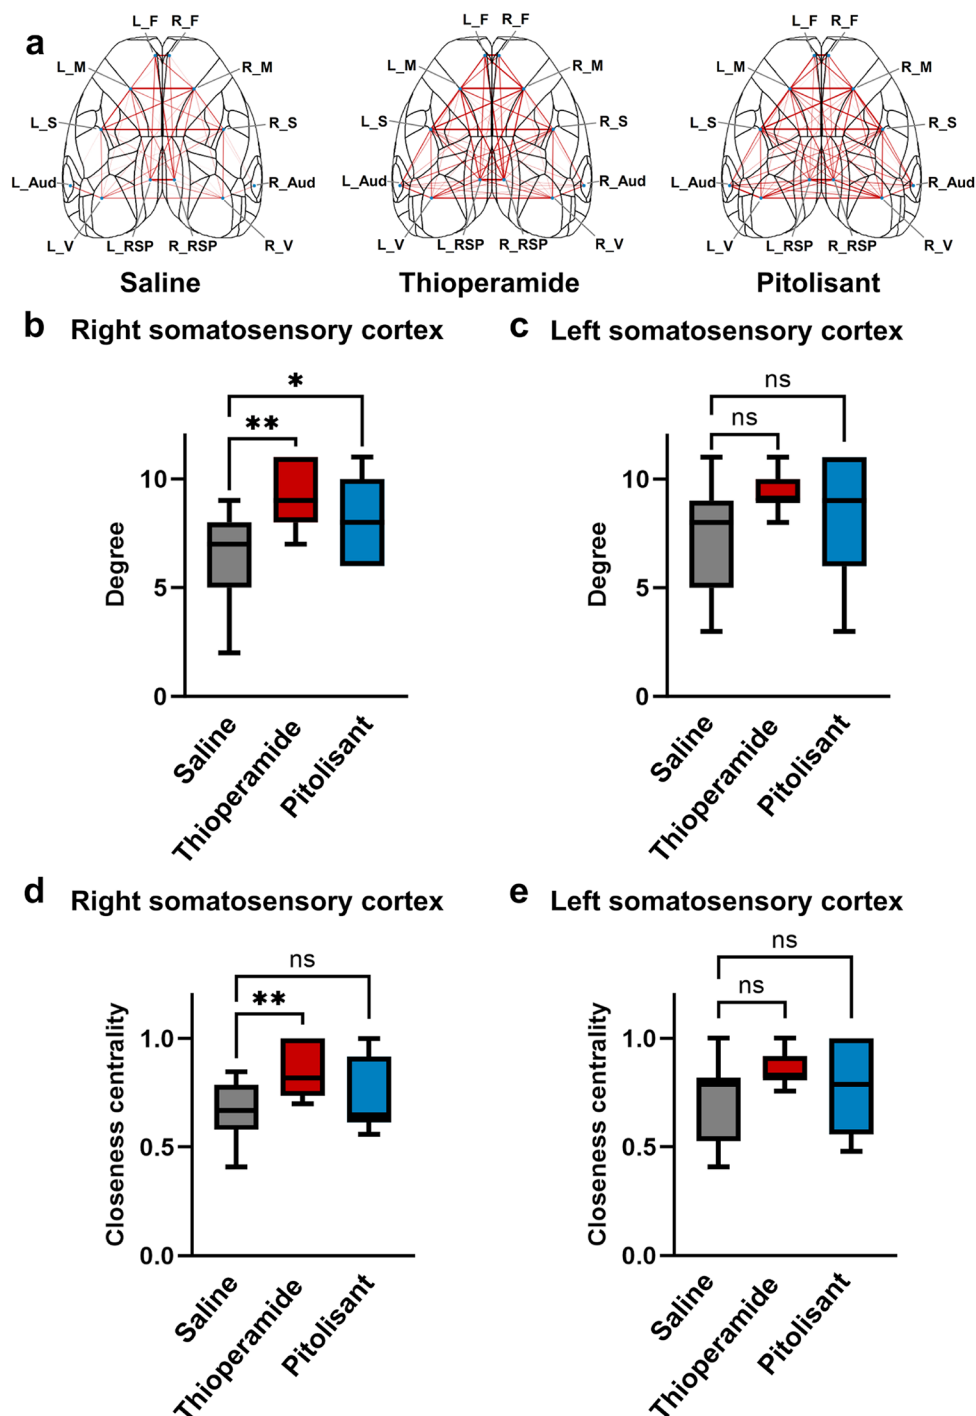 a
L_F R_F
L_M R_M
L_S R_S
L_Aud R_Aud
L_V L_RSP R_RSP R_V
Saline
L_F R_F
L_M R_M
L_S R_S
L_Aud R_Aud
L_V L_RSP R_RSP R_V
Thioperamide
L_F R_F
L_M R_M
L_S R_S
L_Aud R_Aud
L_V L_RSP R_RSP R_V
Pitolisant
b Right somatosensory cortex
*
**
Degree
10
5
0
Saline
Thioperamide
Pitolisant
c Left somatosensory cortex
ns
ns
Degree
10
5
0
Saline
Thioperamide
Pitolisant
d Right somatosensory cortex
ns
**
Closeness centrality
1.0
0.5
0.0
Saline
Thioperamide
Pitolisant
e Left somatosensory cortex
ns
ns
Closeness centrality
1.0
0.5
0.0
Saline
Thioperamide
Pitolisant